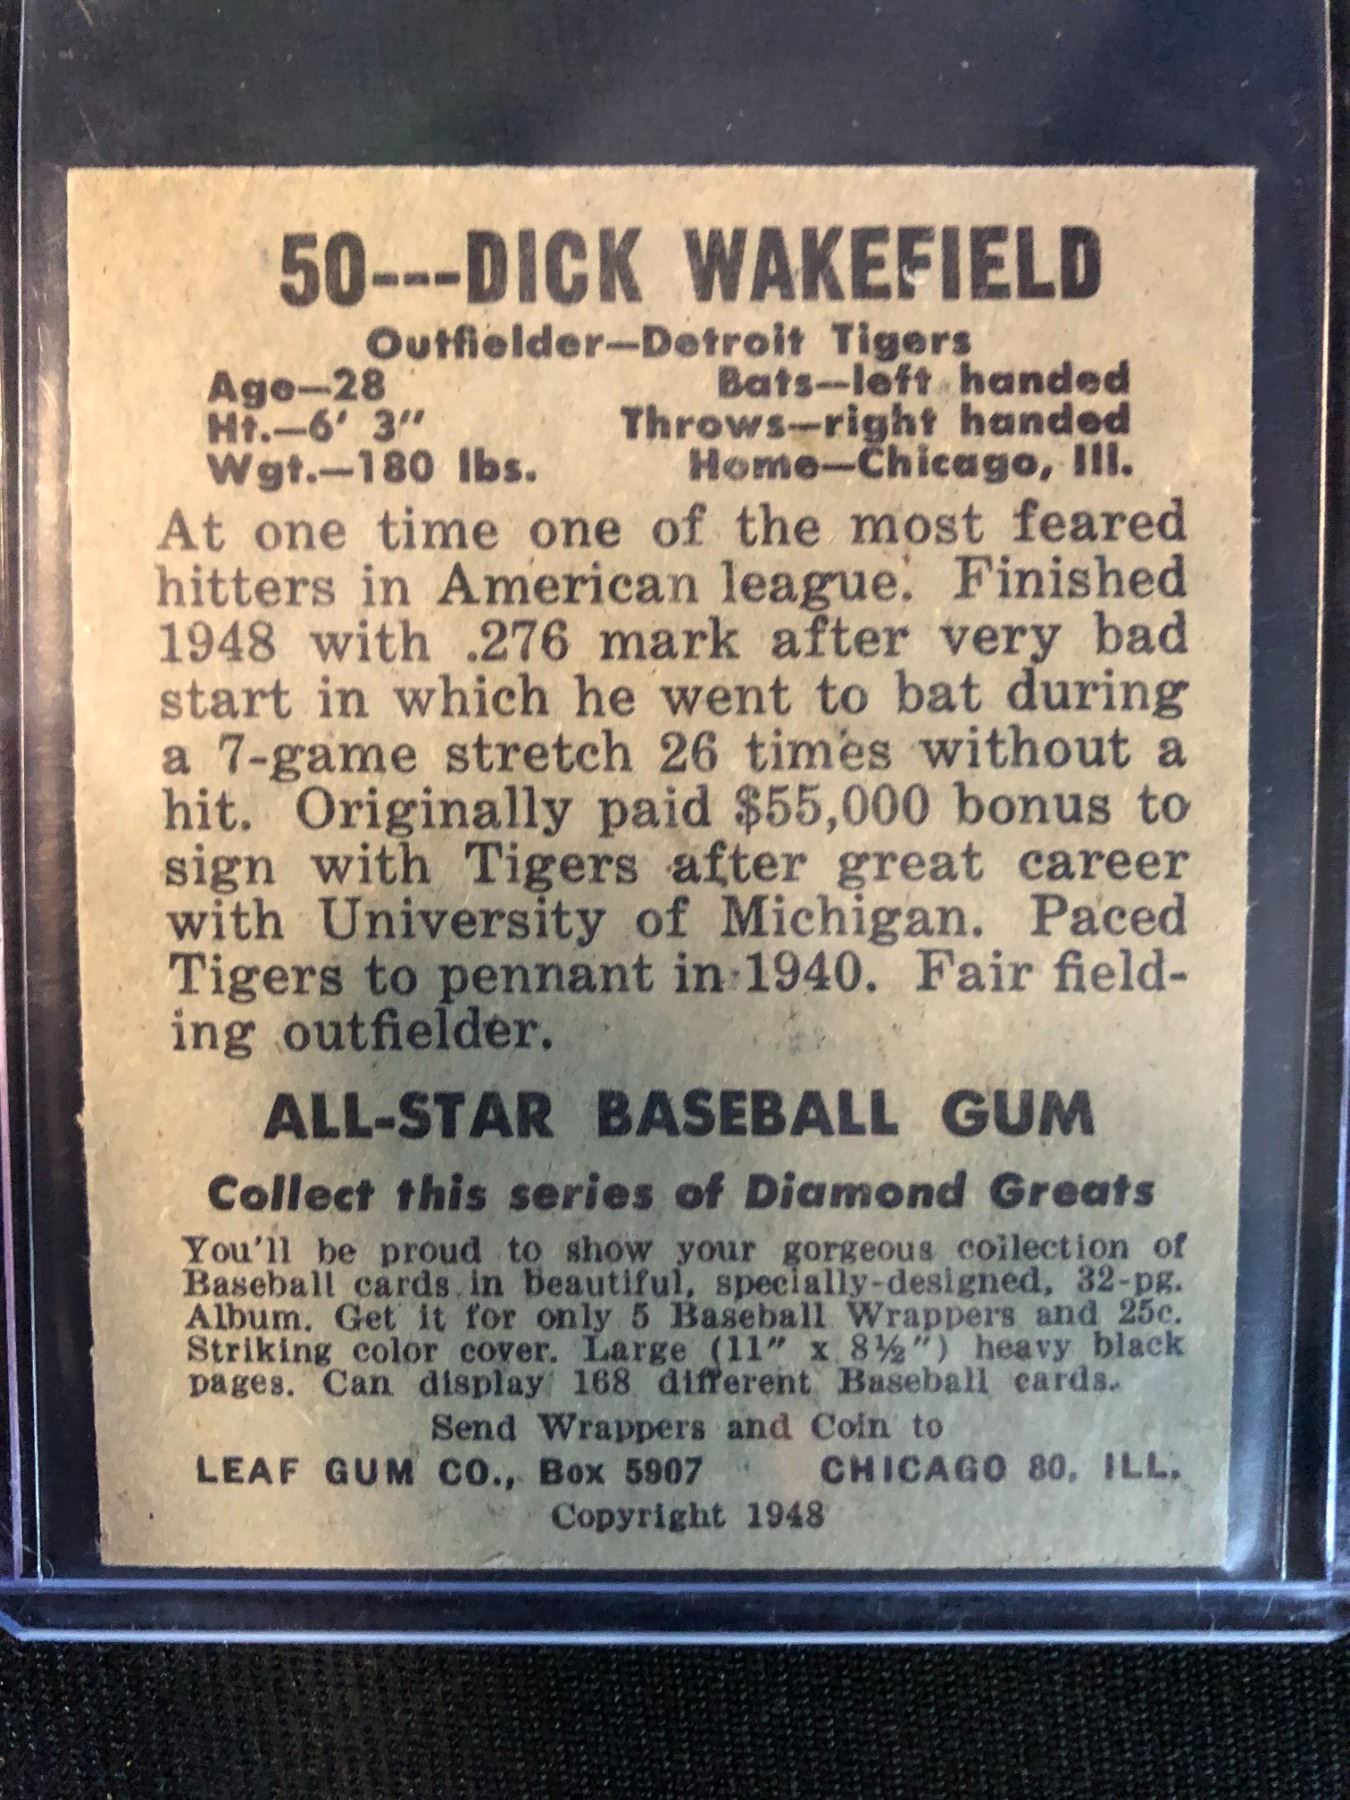 50---DICK WAKEFIELD
Outfielder—Detroit Tigers
Age—28 Bats—left handed
Ht.—6' 3" Throws—right handed
Wgt.—180 lbs. Home—Chicago, Ill.
At one time one of the most feared
hitters in American league. Finished
1948 with .276 mark after very bad
start in which he went to bat during
a 7-game stretch 26 times without a
hit. Originally paid $55,000 bonus to
sign with Tigers after great career
with University of Michigan. Paced
Tigers to pennant in 1940. Fair field-
ing outfielder.
ALL-STAR BASEBALL GUM
Collect this series of Diamond Greats
You'll be proud to show your gorgeous collection of
Baseball cards in beautiful, specially-designed, 32-pg.
Album. Get it for only 5 Baseball Wrappers and 25c.
Striking color cover. Large (11" x 8½") heavy black
pages. Can display 168 different Baseball cards.
Send Wrappers and Coin to
LEAF GUM CO., Box 5907 CHICAGO 80, ILL.
Copyright 1948